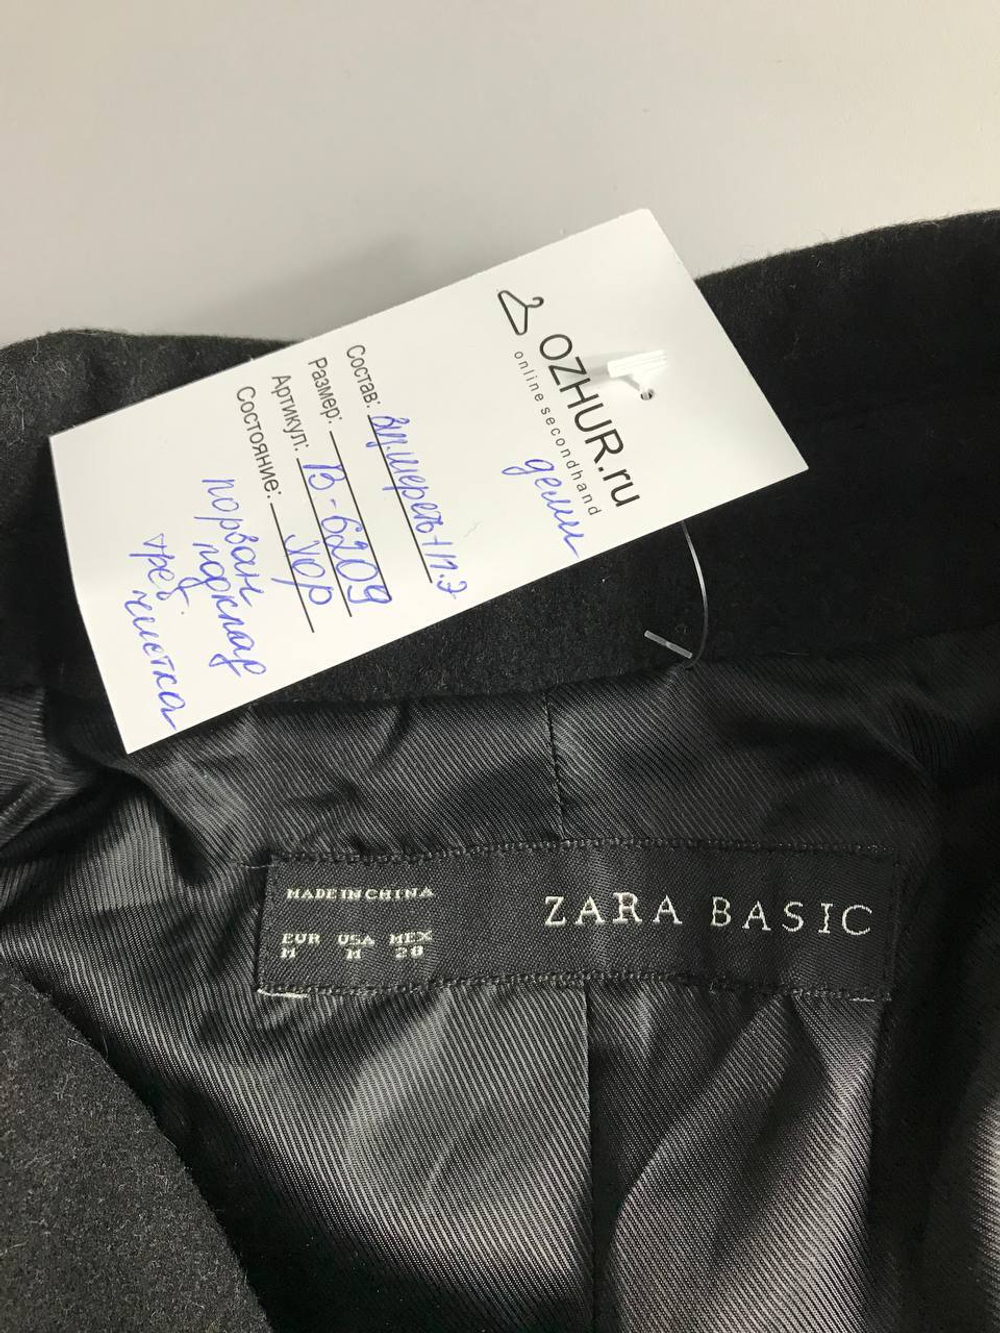 OZHUR.ru
online secondhand
деми
Состав: вл.шерсть+п.э
Размер:
Артикул: В-6209
Состояние: хор
порван
подклад
треб.
чистка
MADE IN CHINA
EUR USA MEX
M M 28
ZARA BASIC